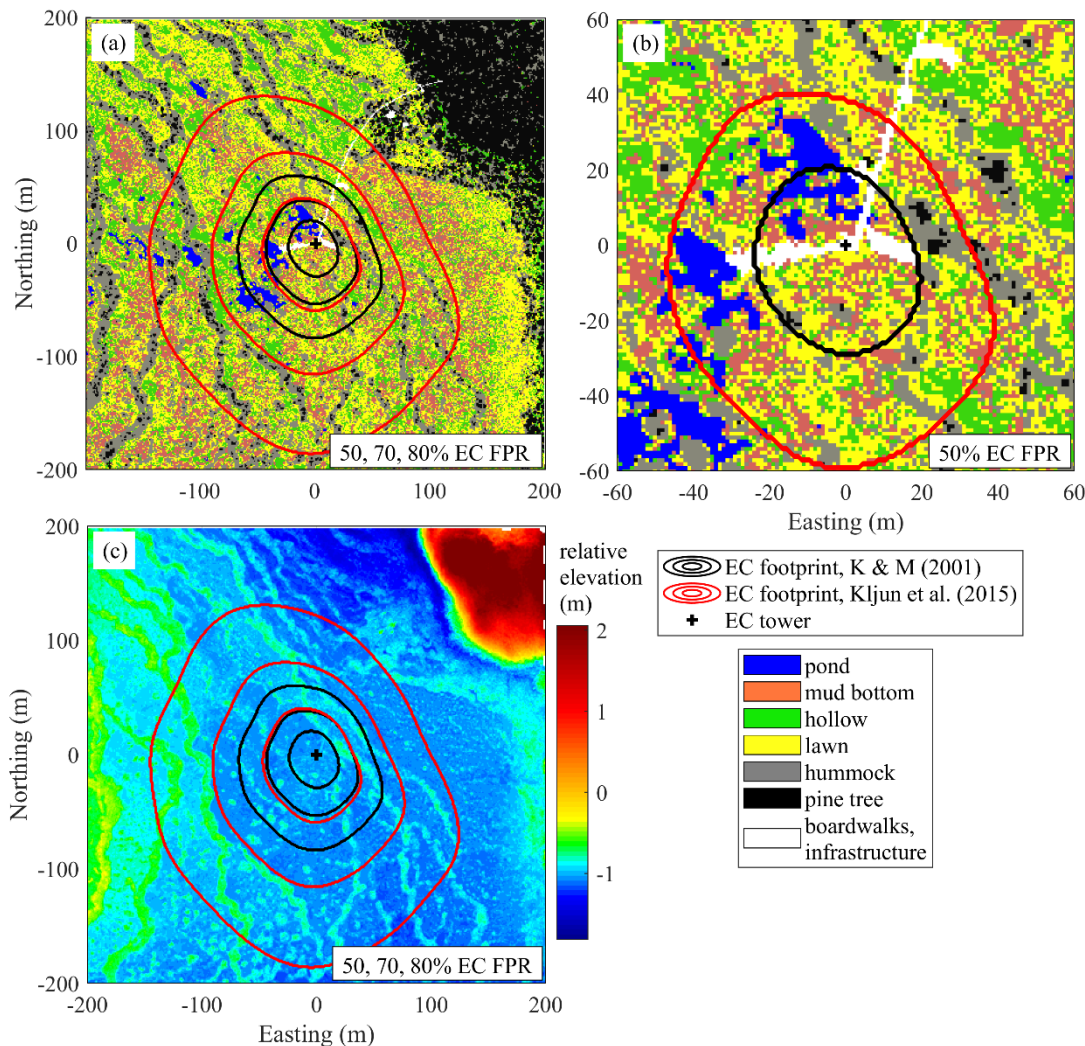 (a)
200
100
0
-100
-200
Northing (m)
-200
-100
0
100
200
50, 70, 80% EC FPR
(b)
60
40
20
0
-20
-40
-60
-60
-40
-20
0
20
40
60
Easting (m)
50% EC FPR
(c)
200
100
0
-100
-200
Northing (m)
-200
-100
0
100
200
Easting (m)
50, 70, 80% EC FPR
relative
elevation
(m)
2
1
0
-1
EC footprint, K & M (2001)
EC footprint, Kljun et al. (2015)
EC tower
pond
mud bottom
hollow
lawn
hummock
pine tree
boardwalks,
infrastructure